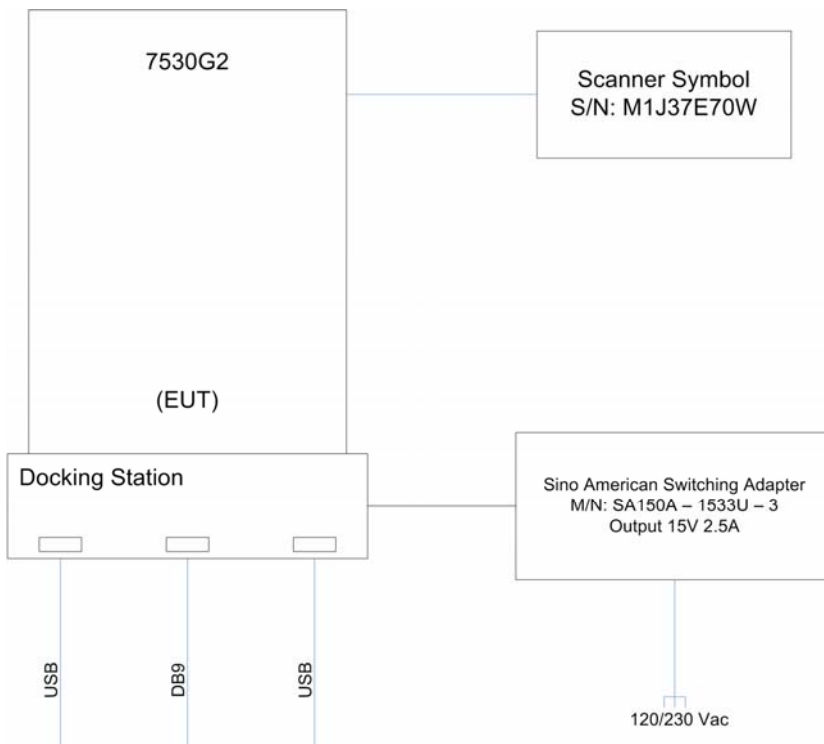 7530G2
Scanner Symbol
S/N: M1J37E70W
(EUT)
Docking Station
Sino American Switching Adapter
M/N: SA150A – 1533U – 3
Output 15V 2.5A
USB
DB9
USB
120/230 Vac